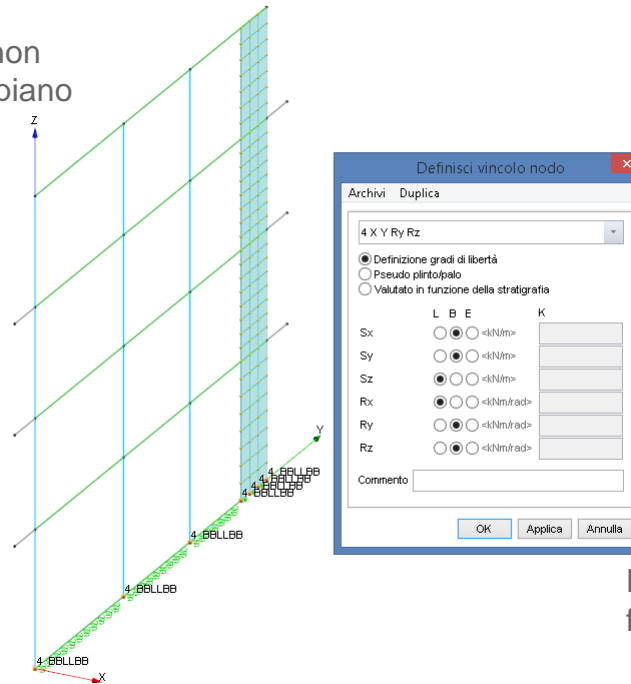 non
piano
Z
Y
X
4_BBLLBB
4_BBLLBB
4_BBLLBB
4_BBLLBB
4_BBLLBB
4_BBLLBB
4_BBLLBB
Definisci vincolo nodo
Archivi Duplica
4 X Y Ry Rz
Definizione gradi di libertà
Pseudo plinto/palo
Valutato in funzione della stratigrafia
L B E K
Sx <kN/m>
Sy <kN/m>
Sz <kN/m>
Rx <kNm/rad>
Ry <kNm/rad>
Rz <kNm/rad>
Commento
OK Applica Annulla